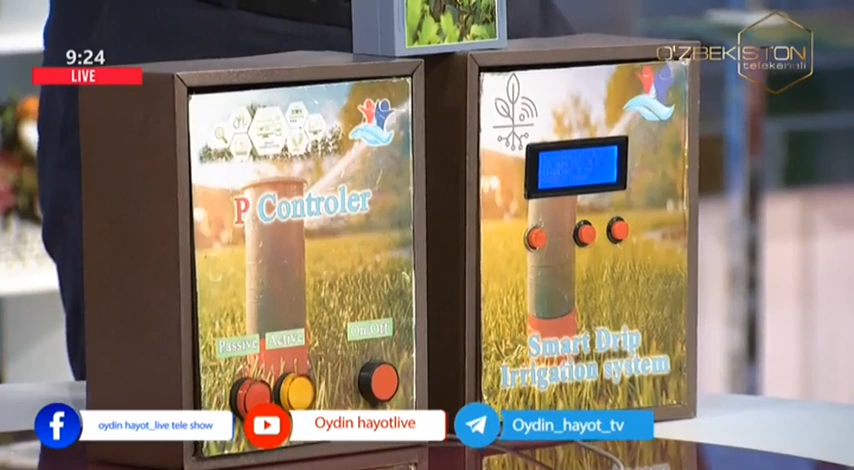 9:24
LIVE
O'ZBEKISTON
telekanali
P Controler
Passive Active
On Off
Smart Drip
Irrigation system
oydin hayot_live tele show
Oydin hayotlive
Oydin_hayot_tv